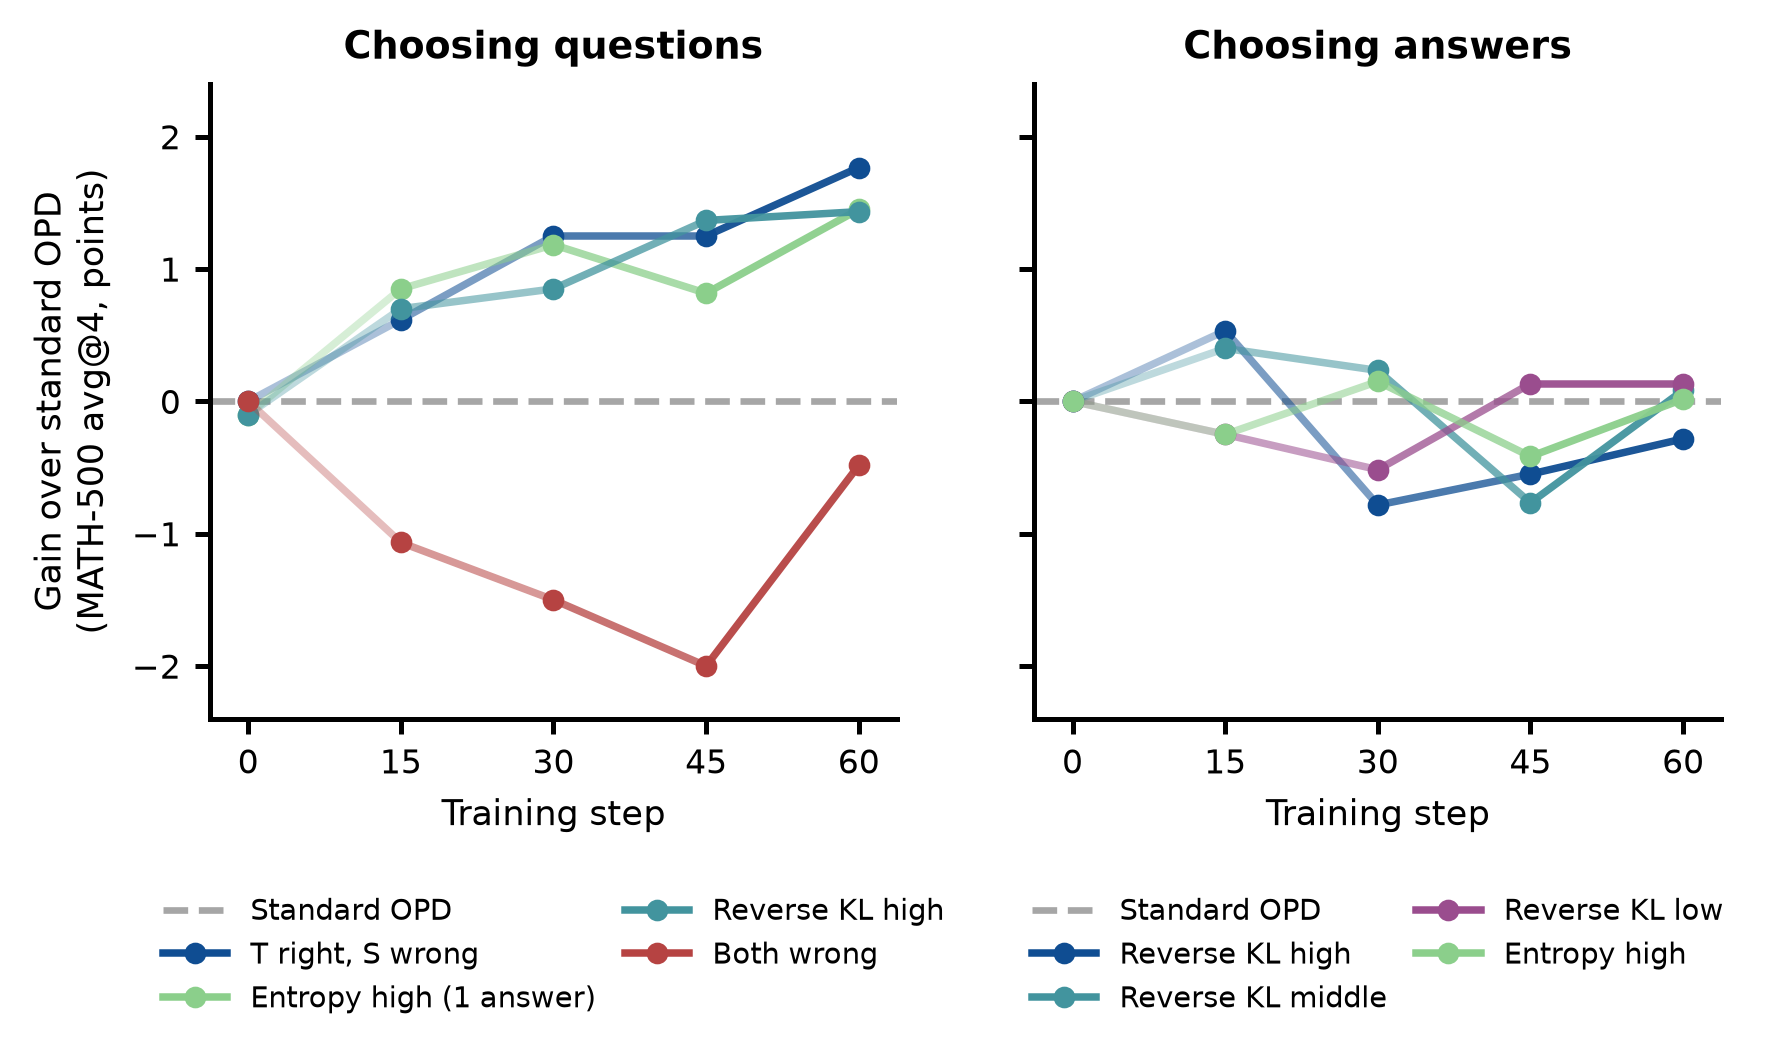 Choosing questions
Choosing answers
Gain over standard OPD
(MATH-500 avg@4, points)
2
1
0
−1
−2
0 15 30 45 60
0 15 30 45 60
Training step
Training step
Standard OPD
T right, S wrong
Entropy high (1 answer)
Reverse KL high
Both wrong
Standard OPD
Reverse KL high
Reverse KL middle
Reverse KL low
Entropy high